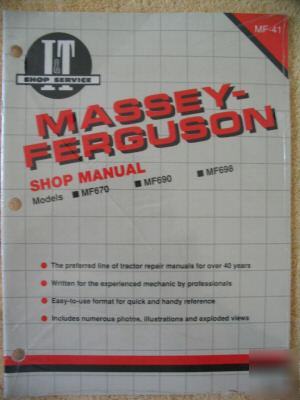 MF-41
I&T
SHOP SERVICE
MASSEY-
FERGUSON
SHOP MANUAL
Models ■ MF670 ■ MF690 ■ MF698
● The preferred line of tractor repair manuals for over 40 years
● Written for the experienced mechanic by professionals
● Easy-to-use format for quick and handy reference
● Includes numerous photos, illustrations and exploded views